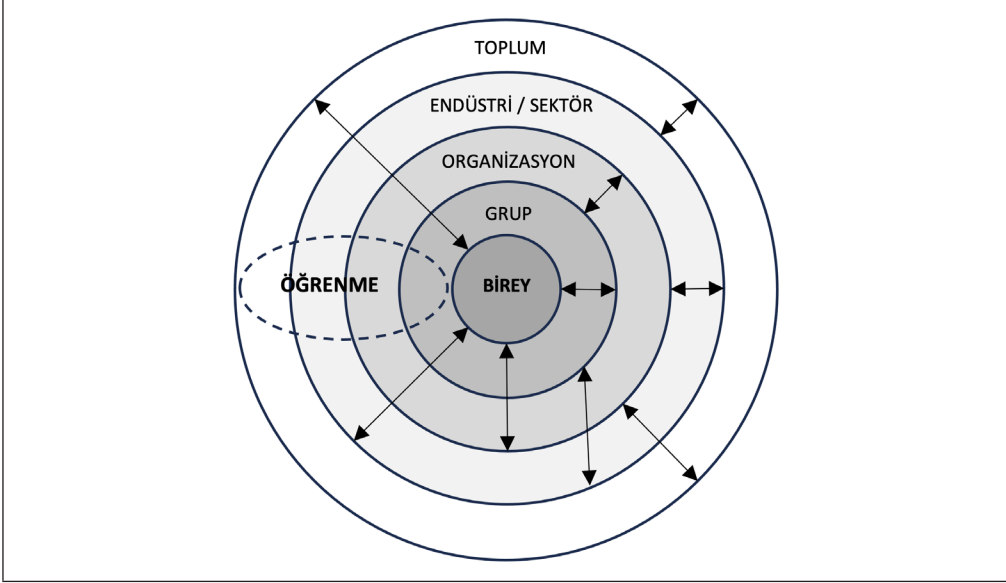 TOPLUM
ENDÜSTRİ / SEKTÖR
ORGANİZASYON
GRUP
ÖĞRENME
BİREY